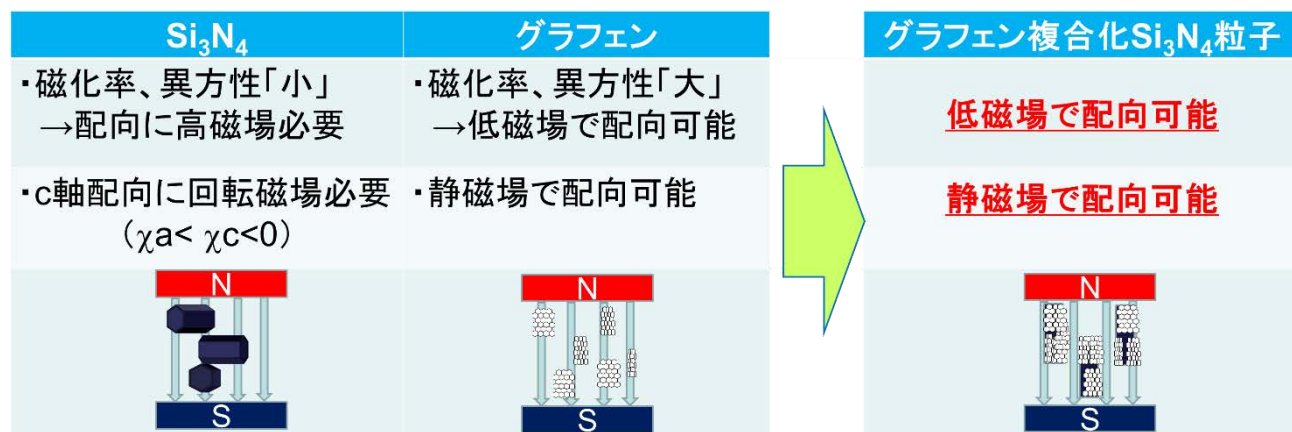 Si₃N₄
・磁化率、異方性「小」
→配向に高磁場必要
・c軸配向に回転磁場必要
(χa< χc<0)
N
S
グラフェン
・磁化率、異方性「大」
→低磁場で配向可能
・静磁場で配向可能
N
S
グラフェン複合化Si₃N₄粒子
低磁場で配向可能
静磁場で配向可能
N
S